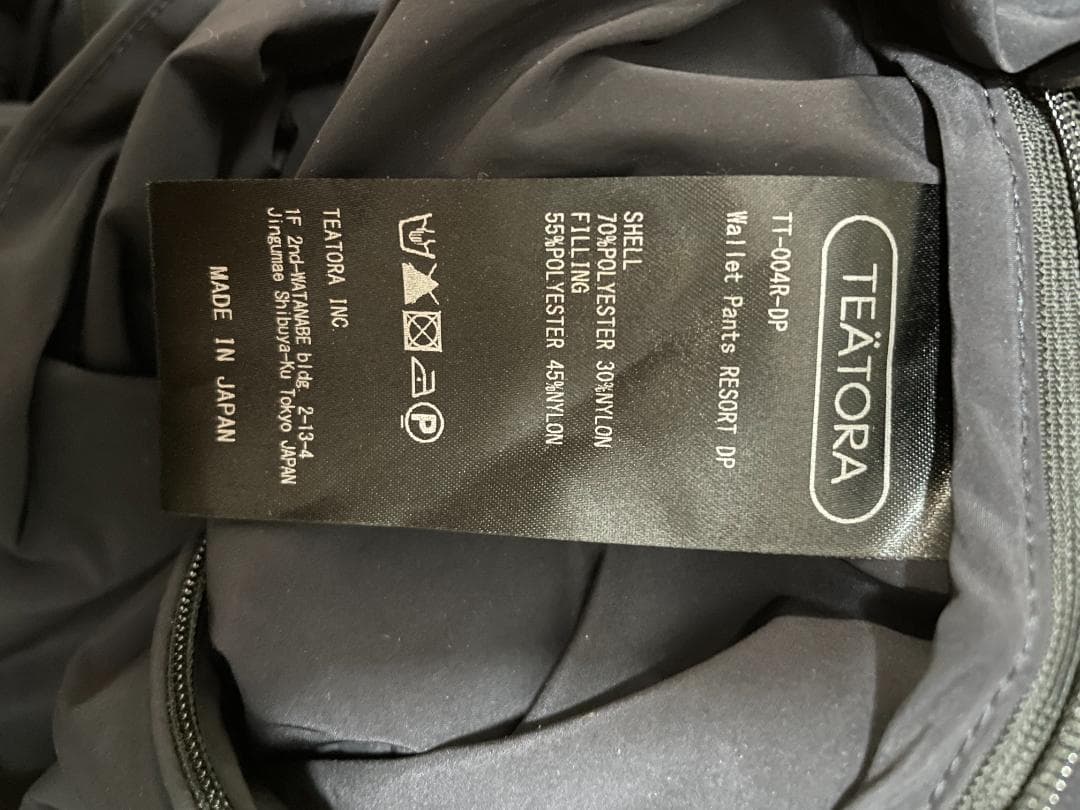 TEÄTORA
TT-004R-DP
Wallet Pants RESORT DP
SHELL
70%POLYESTER 30%NYLON
FILLING
55%POLYESTER 45%NYLON
P
TEATORA INC.
1F 2nd-WATANABE bldg, 2-13-4
Jingumae Shibuya-Ku Tokyo JAPAN
MADE IN JAPAN